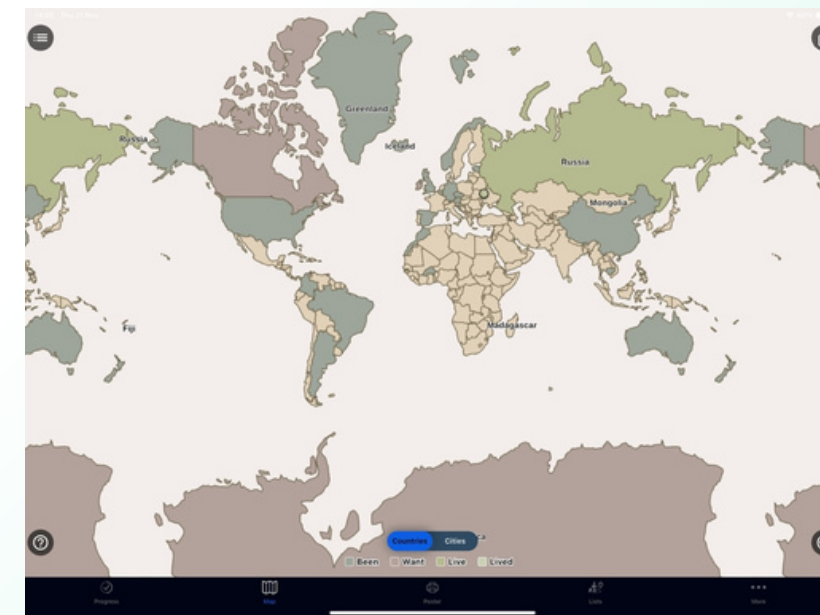 Greenland
Russia
Iceland
Russia
Mongolia
Fiji
Madagascar
Countries Cities
Been Want Live Lived
Progress Map Poster Lists More